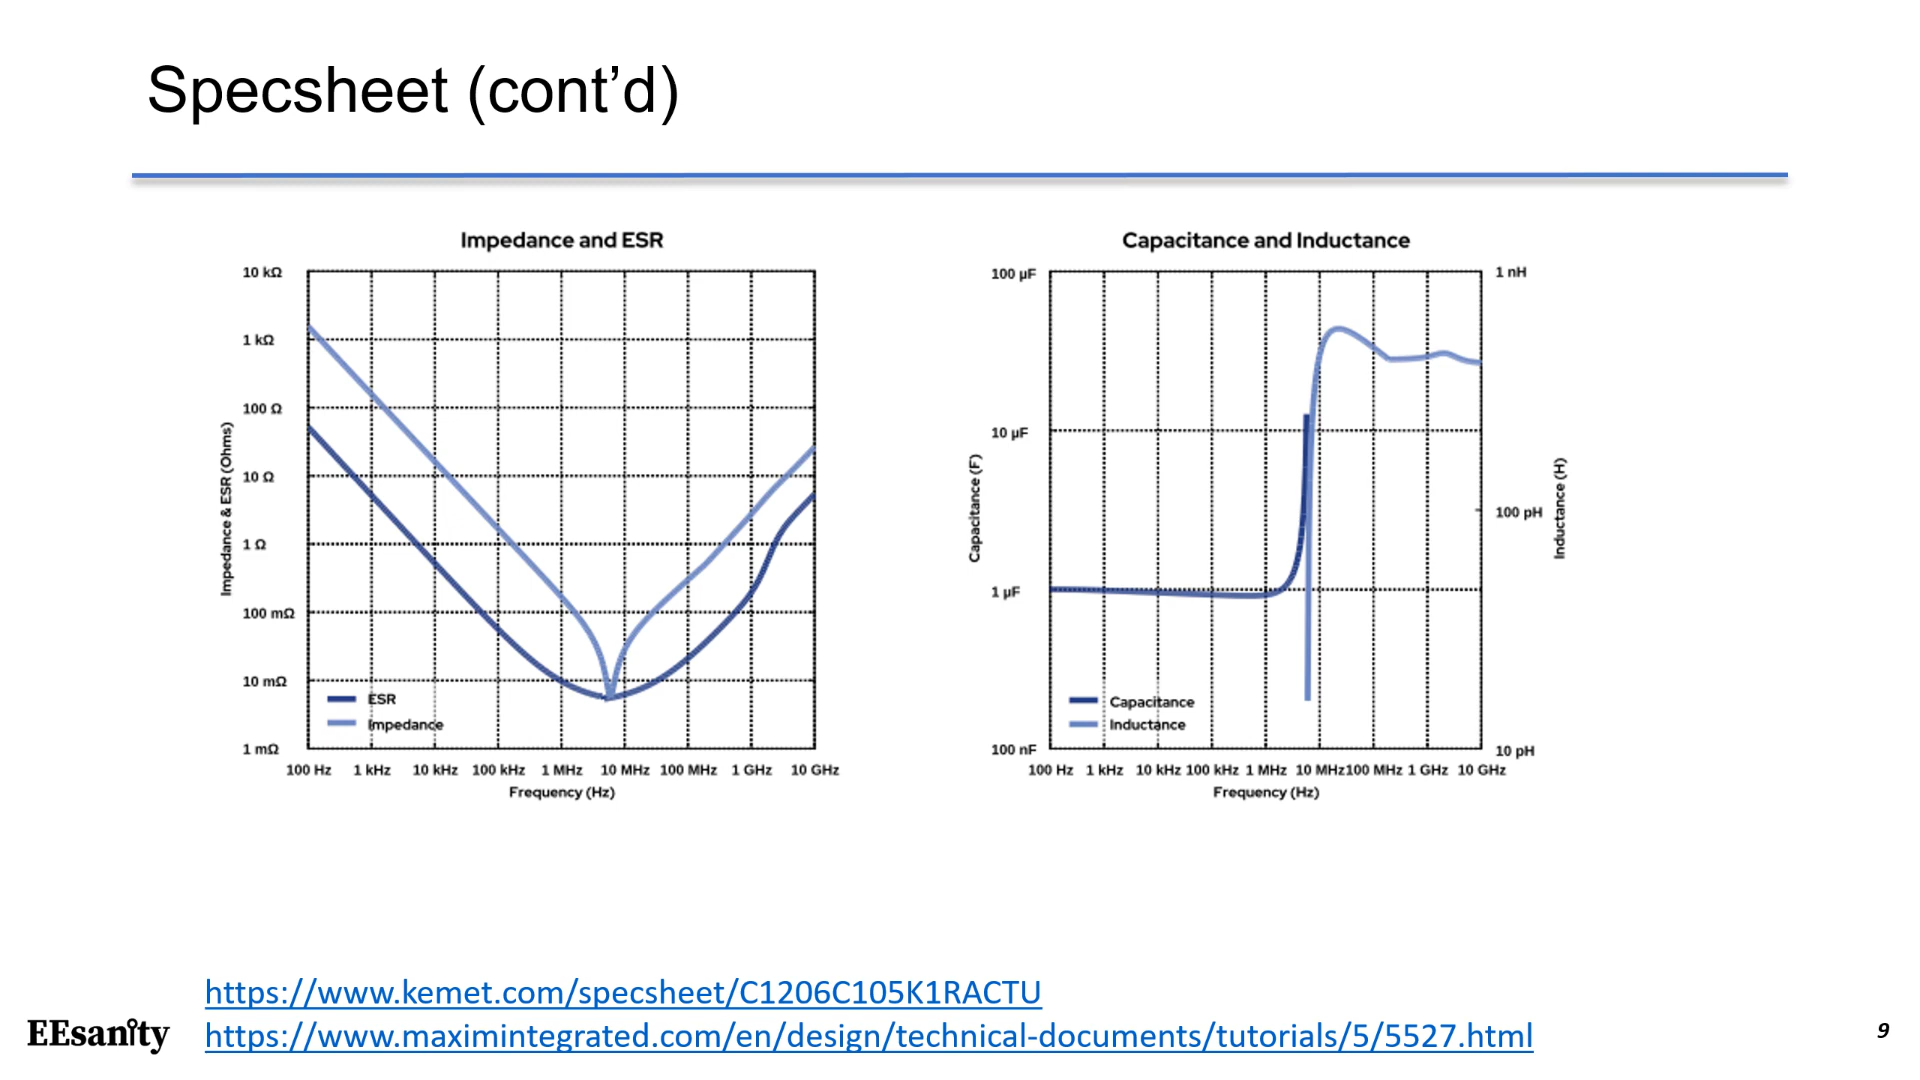 Specsheet (cont’d)
Impedance and ESR
10 kΩ
1 kΩ
100 Ω
10 Ω
1 Ω
100 mΩ
10 mΩ
1 mΩ
Impedance & ESR (Ohms)
ESR
Impedance
100 Hz 1 kHz 10 kHz 100 kHz 1 MHz 10 MHz 100 MHz 1 GHz 10 GHz
Frequency (Hz)
Capacitance and Inductance
100 µF
10 µF
1 µF
100 nF
Capacitance (F)
1 nH
100 pH
10 pH
Inductance (H)
Capacitance
Inductance
100 Hz 1 kHz 10 kHz 100 kHz 1 MHz 10 MHz 100 MHz 1 GHz 10 GHz
Frequency (Hz)
https://www.kemet.com/specsheet/C1206C105K1RACTU
https://www.maximintegrated.com/en/design/technical-documents/tutorials/5/5527.html
EEsanity
9